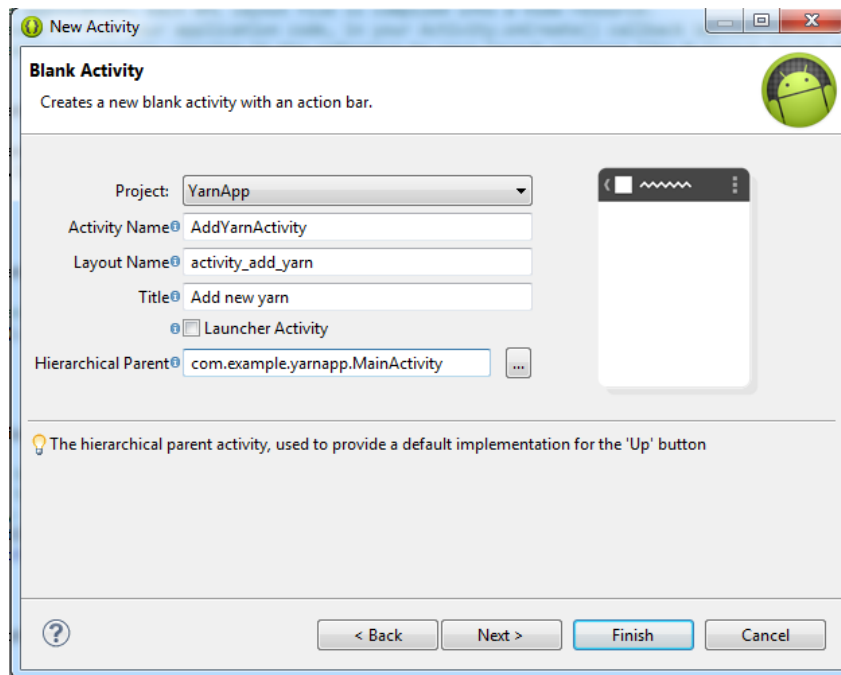 New Activity
Blank Activity
Creates a new blank activity with an action bar.
Project: YarnApp
Activity Name AddYarnActivity
Layout Name activity_add_yarn
Title Add new yarn
Launcher Activity
Hierarchical Parent com.example.yarnapp.MainActivity ...
The hierarchical parent activity, used to provide a default implementation for the 'Up' button
< Back Next > Finish Cancel